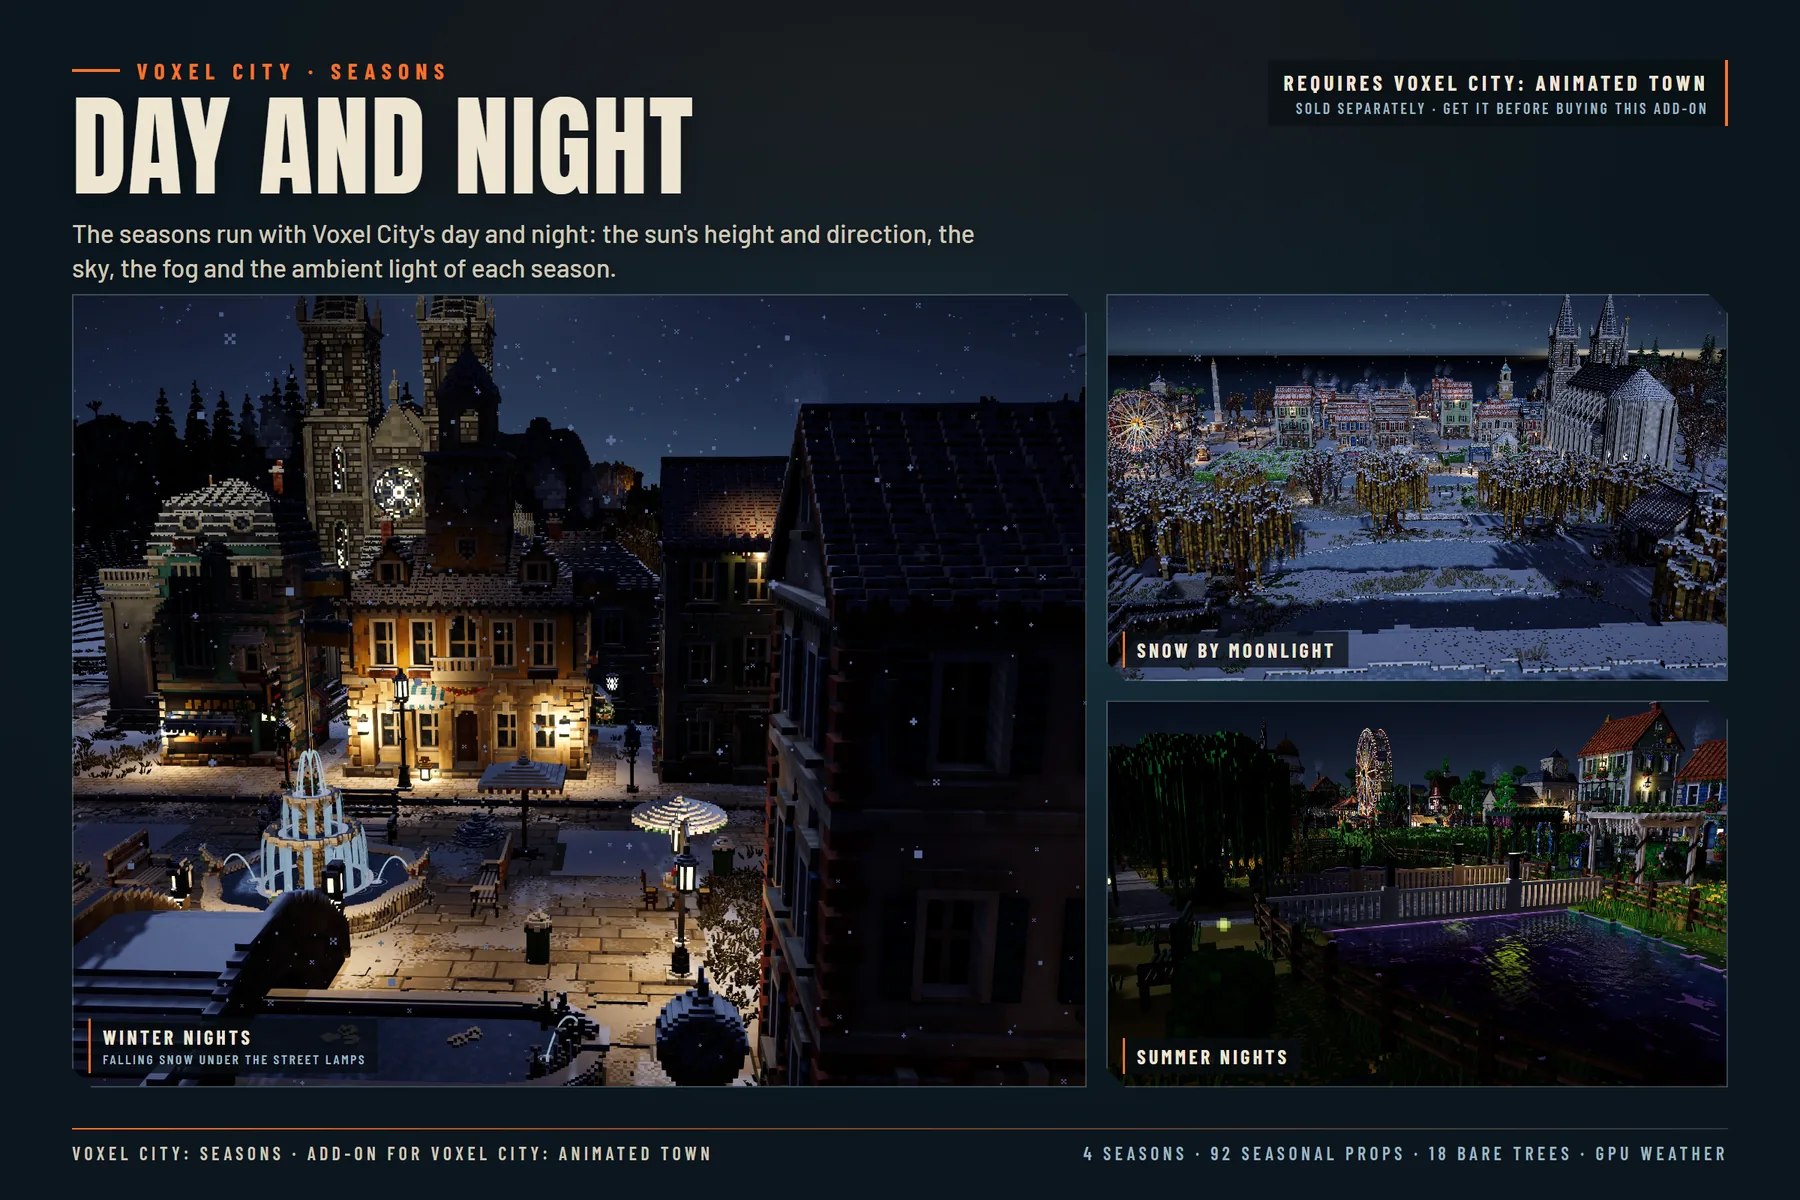 VOXEL CITY · SEASONS
DAY AND NIGHT
REQUIRES VOXEL CITY: ANIMATED TOWN
SOLD SEPARATELY · GET IT BEFORE BUYING THIS ADD-ON
The seasons run with Voxel City's day and night: the sun's height and direction, the
sky, the fog and the ambient light of each season.
WINTER NIGHTS
FALLING SNOW UNDER THE STREET LAMPS
SNOW BY MOONLIGHT
SUMMER NIGHTS
VOXEL CITY: SEASONS · ADD-ON FOR VOXEL CITY: ANIMATED TOWN
4 SEASONS · 92 SEASONAL PROPS · 18 BARE TREES · GPU WEATHER